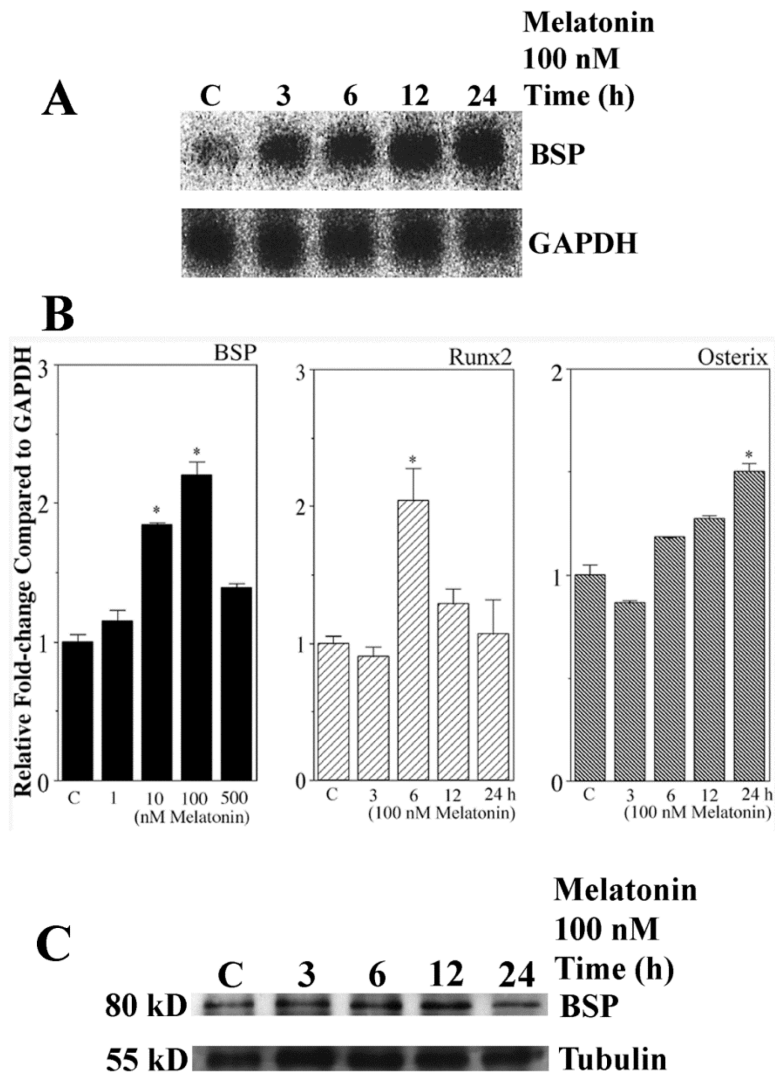 Melatonin
100 nM
A C 3 6 12 24 Time (h)
BSP
GAPDH
B
BSP Runx2 Osterix
Relative Fold-change Compared to GAPDH
3 3 2
*
*
*
*
2 2
1 1 1
0 0 0
C 1 10 100 500 C 3 6 12 24 h C 3 6 12 24 h
(nM Melatonin) (100 nM Melatonin) (100 nM Melatonin)
Melatonin
100 nM
C C 3 6 12 24 Time (h)
80 kD BSP
55 kD Tubulin